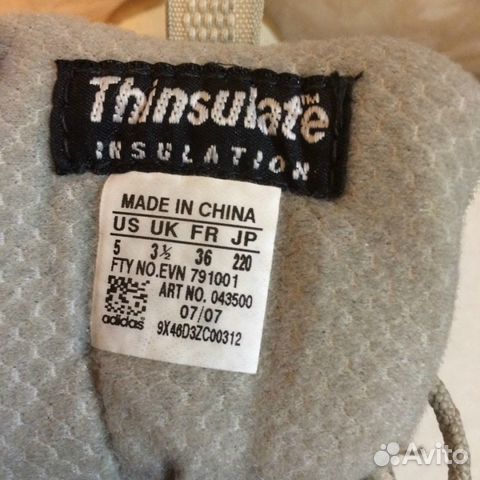 Thinsulate™
INSULATION
MADE IN CHINA
US UK FR JP
5 3½ 36 220
FTY NO.EVN 791001
ART NO. 043500
07/07
adidas 9X46D3ZC00312
Avito